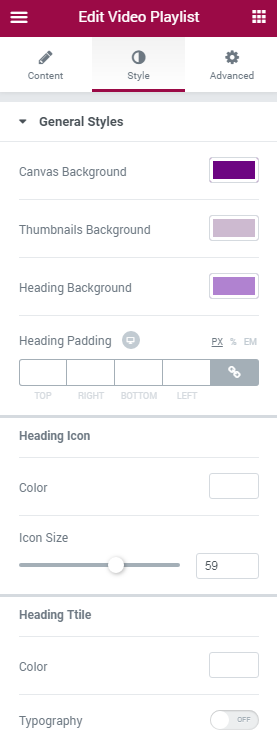 Edit Video Playlist
Content Style Advanced
General Styles
Canvas Background
Thumbnails Background
Heading Background
Heading Padding PX % EM
TOP RIGHT BOTTOM LEFT
Heading Icon
Color
Icon Size
59
Heading Ttile
Color
Typography OFF